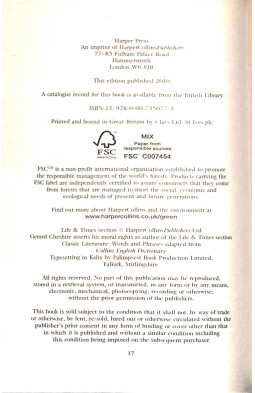 Harper Press
An imprint of HarperCollinsPublishers
77–85 Fulham Palace Road
Hammersmith
London W6 8JB
This edition published
A catalogue record for this book is available from the British Library
ISBN-13: 978-0-00-
Printed and bound in Great Britain by Clays Ltd, St Ives plc
FSC
www.fsc.org
MIX
Paper from
responsible sources
FSC C007454
FSC™ is a non-profit international organisation established to promote
the responsible management of the world's forests. Products carrying the
FSC label are independently certified to assure consumers that they come
from forests that are managed to meet the social, economic and
ecological needs of present and future generations.
Find out more about HarperCollins and the environment at
www.harpercollins.co.uk/green
Life & Times section © HarperCollinsPublishers Ltd
Gerard Cheshire asserts his moral rights as author of the Life & Times section
Classic Literature: Words and Phrases adapted from
Collins English Dictionary
Typesetting in Kalix by Palimpsest Book Production Limited,
Falkirk, Stirlingshire
All rights reserved. No part of this publication may be reproduced,
stored in a retrieval system, or transmitted, in any form or by any means,
electronic, mechanical, photocopying, recording or otherwise,
without the prior permission of the publishers.
This book is sold subject to the condition that it shall not, by way of trade
or otherwise, be lent, re-sold, hired out or otherwise circulated without the
publisher's prior consent in any form of binding or cover other than that
in which it is published and without a similar condition including
this condition being imposed on the subsequent purchaser.
17